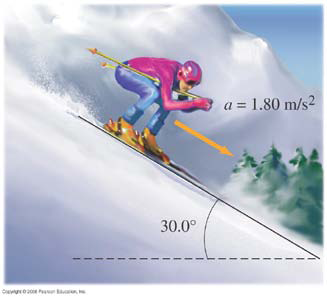 a = 1.80 m/s²
30.0°
Copyright © 2008 Pearson Education, Inc.